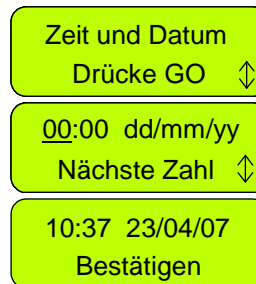 Zeit und Datum
Drücke GO
00:00 dd/mm/yy
Nächste Zahl
10:37 23/04/07
Bestätigen